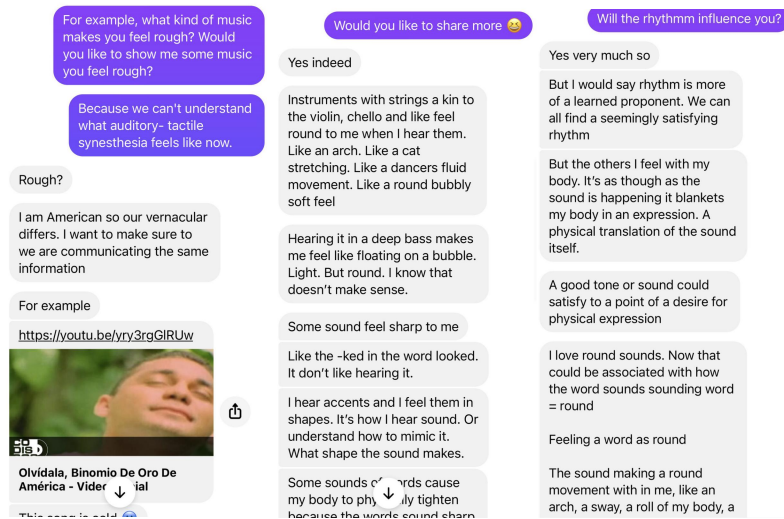 For example, what kind of music
makes you feel rough? Would
you like to show me some music
you feel rough?
Because we can't understand
what auditory- tactile
synesthesia feels like now.
Rough?
I am American so our vernacular
differs. I want to make sure to
we are communicating the same
information
For example
https://youtu.be/yry3rgGlRUw
Olvídala, Binomio De Oro De
América - Video
This song is cold
Would you like to share more 😆
Yes indeed
Instruments with strings a kin to
the violin, chello and like feel
round to me when I hear them.
Like an arch. Like a cat
stretching. Like a dancers fluid
movement. Like a round bubbly
soft feel
Hearing it in a deep bass makes
me feel like floating on a bubble.
Light. But round. I know that
doesn't make sense.
Some sound feel sharp to me
Like the -ked in the word looked.
It don't like hearing it.
I hear accents and I feel them in
shapes. It's how I hear sound. Or
understand how to mimic it.
What shape the sound makes.
Some sounds cause
my body to tighten
because the words sound sharp
Will the rhythmm influence you?
Yes very much so
But I would say rhythm is more
of a learned proponent. We can
all find a seemingly satisfying
rhythm
But the others I feel with my
body. It's as though as the
sound is happening it blankets
my body in an expression. A
physical translation of the sound
itself.
A good tone or sound could
satisfy to a point of a desire for
physical expression
I love round sounds. Now that
could be associated with how
the word sounds sounding word
= round
Feeling a word as round
The sound making a round
movement with in me, like an
arch, a sway, a roll of my body, a